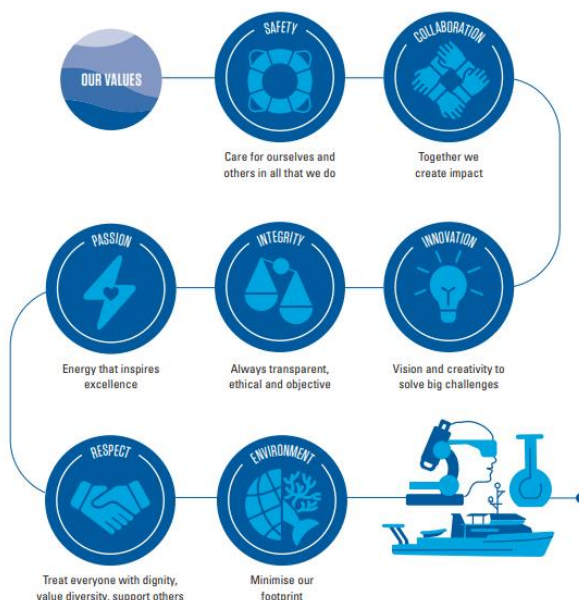 OUR VALUES
SAFETY
Care for ourselves and
others in all that we do
COLLABORATION
Together we
create impact
INNOVATION
Vision and creativity to
solve big challenges
INTEGRITY
Always transparent,
ethical and objective
PASSION
Energy that inspires
excellence
RESPECT
Treat everyone with dignity,
value diversity, support others
ENVIRONMENT
Minimise our
footprint